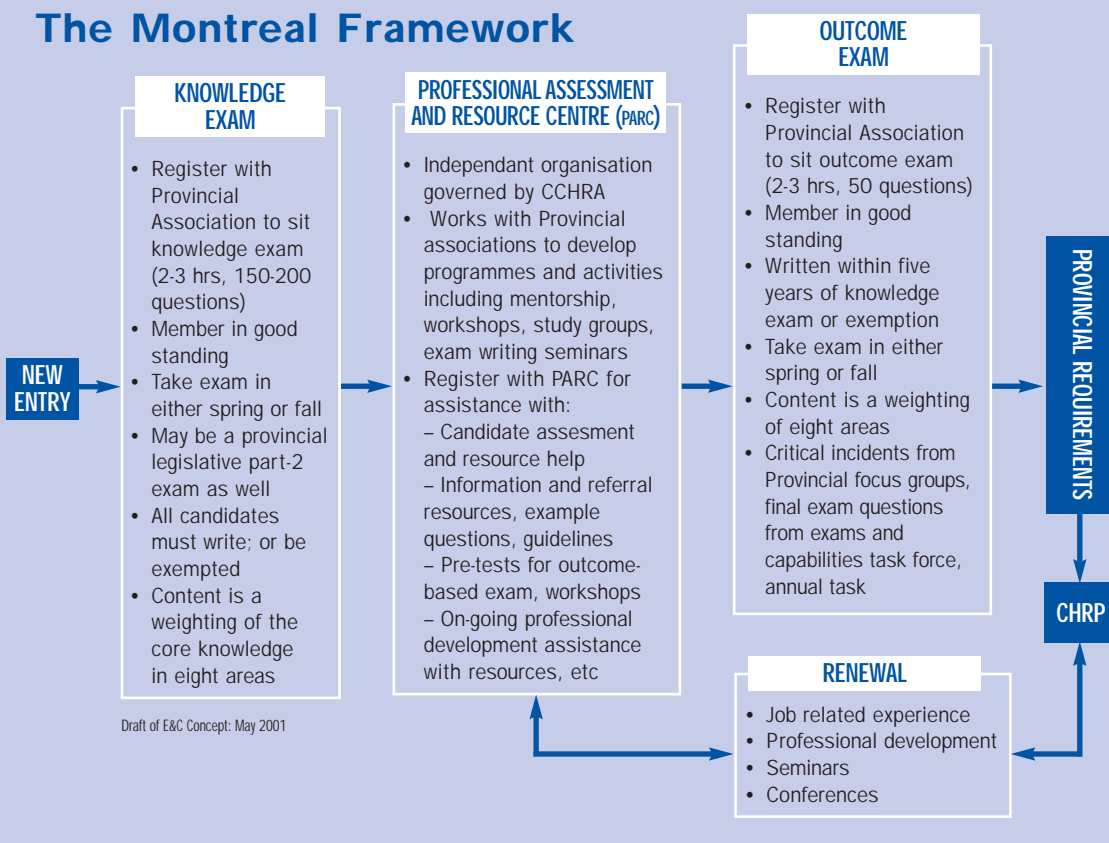 The Montreal Framework
NEW
ENTRY
KNOWLEDGE
EXAM
• Register with
Provincial
Association to sit
knowledge exam
(2-3 hrs, 150-200
questions)
• Member in good
standing
• Take exam in
either spring or fall
• May be a provincial
legislative part-2
exam as well
• All candidates
must write; or be
exempted
• Content is a
weighting of the
core knowledge
in eight areas
Draft of E&C Concept: May 2001
PROFESSIONAL ASSESSMENT
AND RESOURCE CENTRE (PARC)
• Independant organisation
governed by CCHRA
• Works with Provincial
associations to develop
programmes and activities
including mentorship,
workshops, study groups,
exam writing seminars
• Register with PARC for
assistance with:
– Candidate assesment
and resource help
– Information and referral
resources, example
questions, guidelines
– Pre-tests for outcome-
based exam, workshops
– On-going professional
development assistance
with resources, etc
OUTCOME
EXAM
• Register with
Provincial Association
to sit outcome exam
(2-3 hrs, 50 questions)
• Member in good
standing
• Written within five
years of knowledge
exam or exemption
• Take exam in either
spring or fall
• Content is a weighting
of eight areas
• Critical incidents from
Provincial focus groups,
final exam questions
from exams and
capabilities task force,
annual task
PROVINCIAL REQUIREMENTS
CHRP
RENEWAL
• Job related experience
• Professional development
• Seminars
• Conferences